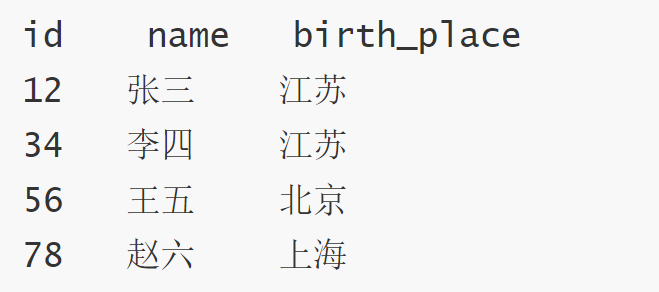 id name birth_place
12 张三 江苏
34 李四 江苏
56 王五 北京
78 赵六 上海